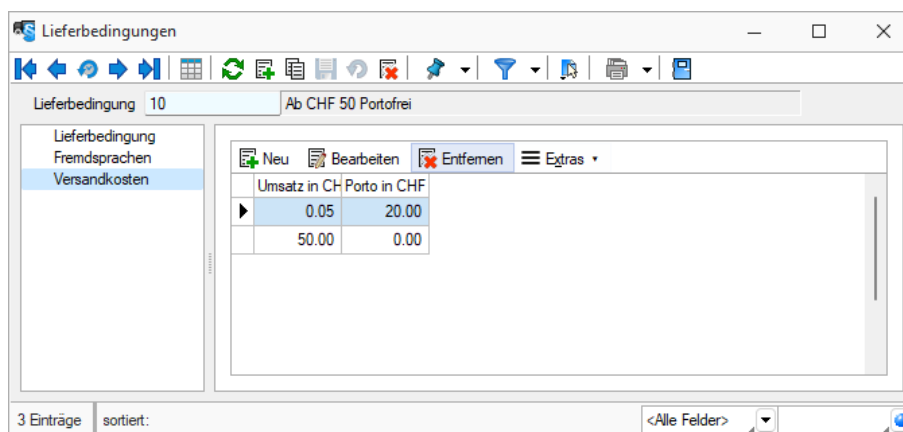 Lieferbedingungen
Lieferbedingung 10 Ab CHF 50 Portofrei
Lieferbedingung
Fremdsprachen
Versandkosten
Neu Bearbeiten Entfernen Extras
Umsatz in CH Porto in CHF
0.05 20.00
50.00 0.00
3 Einträge sortiert: <Alle Felder>